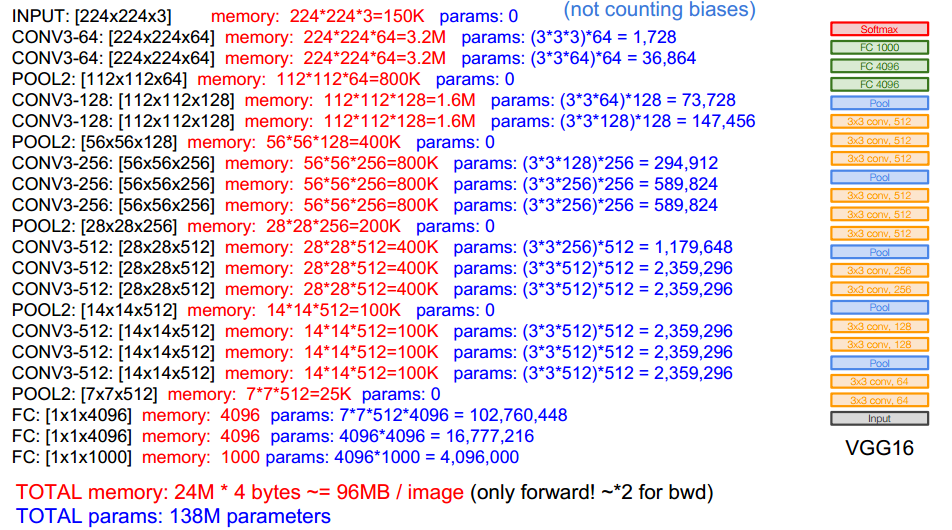 INPUT: [224x224x3] memory: 224*224*3=150K params: 0 (not counting biases)
CONV3-64: [224x224x64] memory: 224*224*64=3.2M params: (3*3*3)*64 = 1,728
CONV3-64: [224x224x64] memory: 224*224*64=3.2M params: (3*3*64)*64 = 36,864
POOL2: [112x112x64] memory: 112*112*64=800K params: 0
CONV3-128: [112x112x128] memory: 112*112*128=1.6M params: (3*3*64)*128 = 73,728
CONV3-128: [112x112x128] memory: 112*112*128=1.6M params: (3*3*128)*128 = 147,456
POOL2: [56x56x128] memory: 56*56*128=400K params: 0
CONV3-256: [56x56x256] memory: 56*56*256=800K params: (3*3*128)*256 = 294,912
CONV3-256: [56x56x256] memory: 56*56*256=800K params: (3*3*256)*256 = 589,824
CONV3-256: [56x56x256] memory: 56*56*256=800K params: (3*3*256)*256 = 589,824
POOL2: [28x28x256] memory: 28*28*256=200K params: 0
CONV3-512: [28x28x512] memory: 28*28*512=400K params: (3*3*256)*512 = 1,179,648
CONV3-512: [28x28x512] memory: 28*28*512=400K params: (3*3*512)*512 = 2,359,296
CONV3-512: [28x28x512] memory: 28*28*512=400K params: (3*3*512)*512 = 2,359,296
POOL2: [14x14x512] memory: 14*14*512=100K params: 0
CONV3-512: [14x14x512] memory: 14*14*512=100K params: (3*3*512)*512 = 2,359,296
CONV3-512: [14x14x512] memory: 14*14*512=100K params: (3*3*512)*512 = 2,359,296
CONV3-512: [14x14x512] memory: 14*14*512=100K params: (3*3*512)*512 = 2,359,296
POOL2: [7x7x512] memory: 7*7*512=25K params: 0
FC: [1x1x4096] memory: 4096 params: 7*7*512*4096 = 102,760,448
FC: [1x1x4096] memory: 4096 params: 4096*4096 = 16,777,216
FC: [1x1x1000] memory: 1000 params: 4096*1000 = 4,096,000
TOTAL memory: 24M * 4 bytes ~= 96MB / image (only forward! ~*2 for bwd)
TOTAL params: 138M parameters
Softmax
FC 1000
FC 4096
FC 4096
Pool
3x3 conv, 512
3x3 conv, 512
3x3 conv, 512
Pool
3x3 conv, 512
3x3 conv, 512
3x3 conv, 512
Pool
3x3 conv, 256
3x3 conv, 256
Pool
3x3 conv, 128
3x3 conv, 128
Pool
3x3 conv, 64
3x3 conv, 64
Input
VGG16